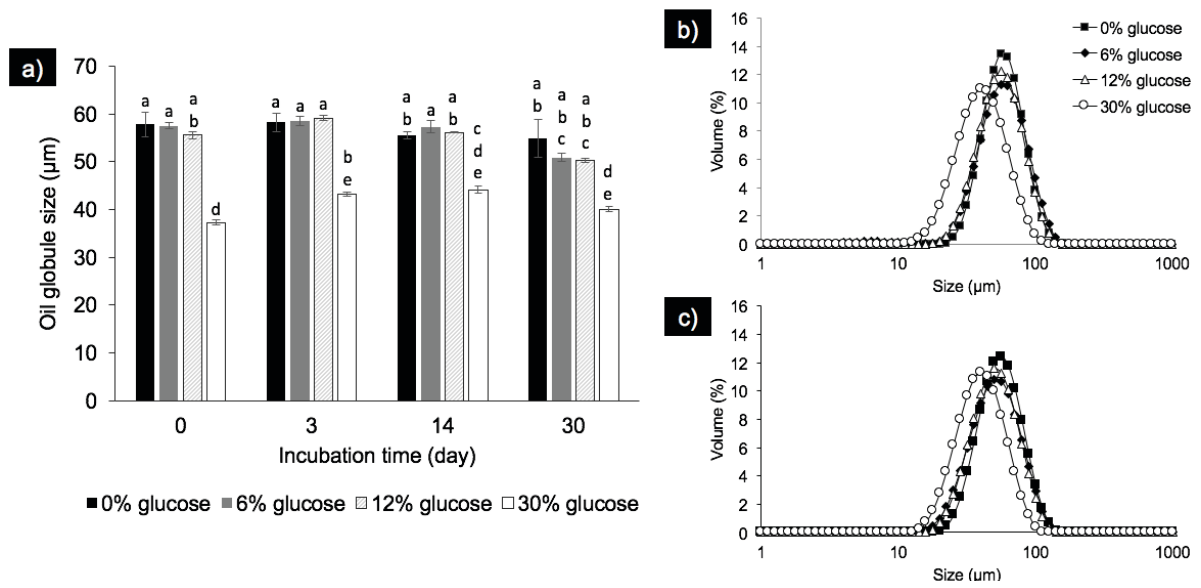 a)
70
60
50
40
30
20
10
0
Oil globule size (µm)
a
a
a
b
d
a
a
a
b
e
a
b
a
a
b
c
d
e
a
b
a
b
c
a
b
c
d
e
0 3 14 30
Incubation time (day)
0% glucose 6% glucose 12% glucose 30% glucose
b)
16
14
12
10
8
6
4
2
0
Volume (%)
0% glucose
6% glucose
12% glucose
30% glucose
1 10 100 1000
Size (µm)
c)
16
14
12
10
8
6
4
2
0
Volume (%)
1 10 100 1000
Size (µm)